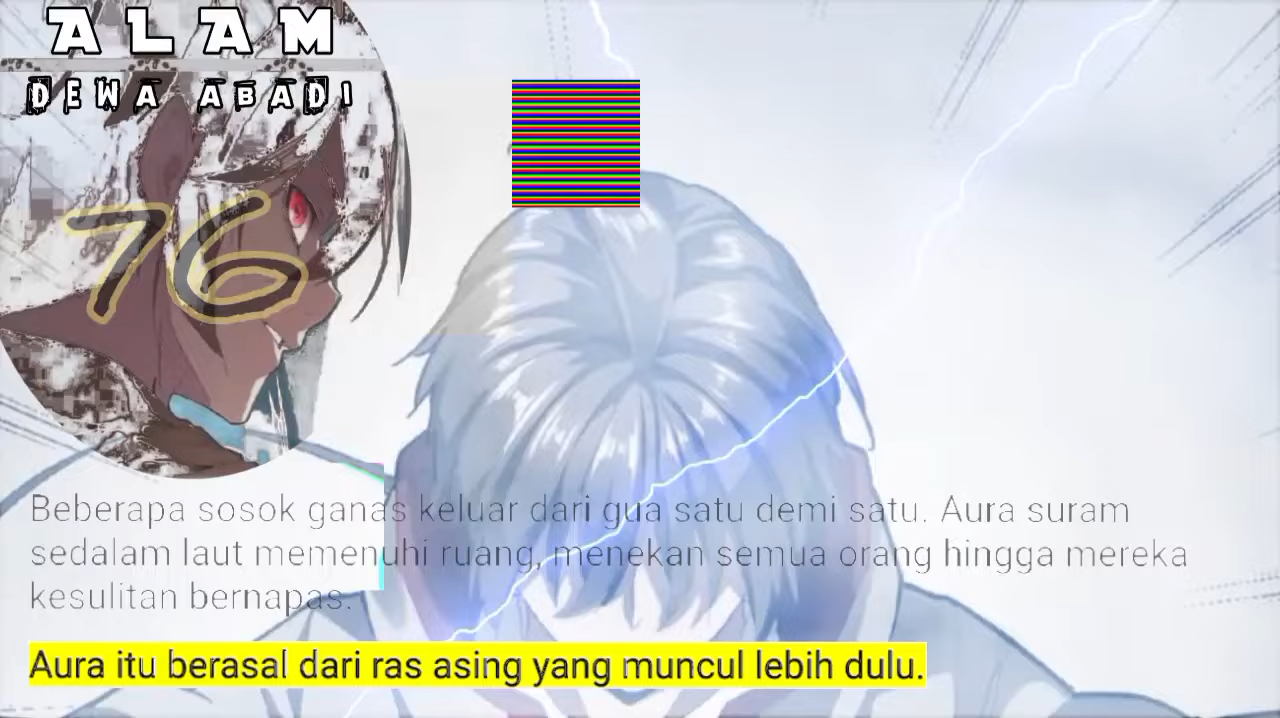 ALAM
DEWA ABADI
76
Beberapa sosok ganas keluar dari gua satu demi satu. Aura suram
sedalam laut memenuhi ruang, menekan semua orang hingga mereka
kesulitan bernapas.
Aura itu berasal dari ras asing yang muncul lebih dulu.